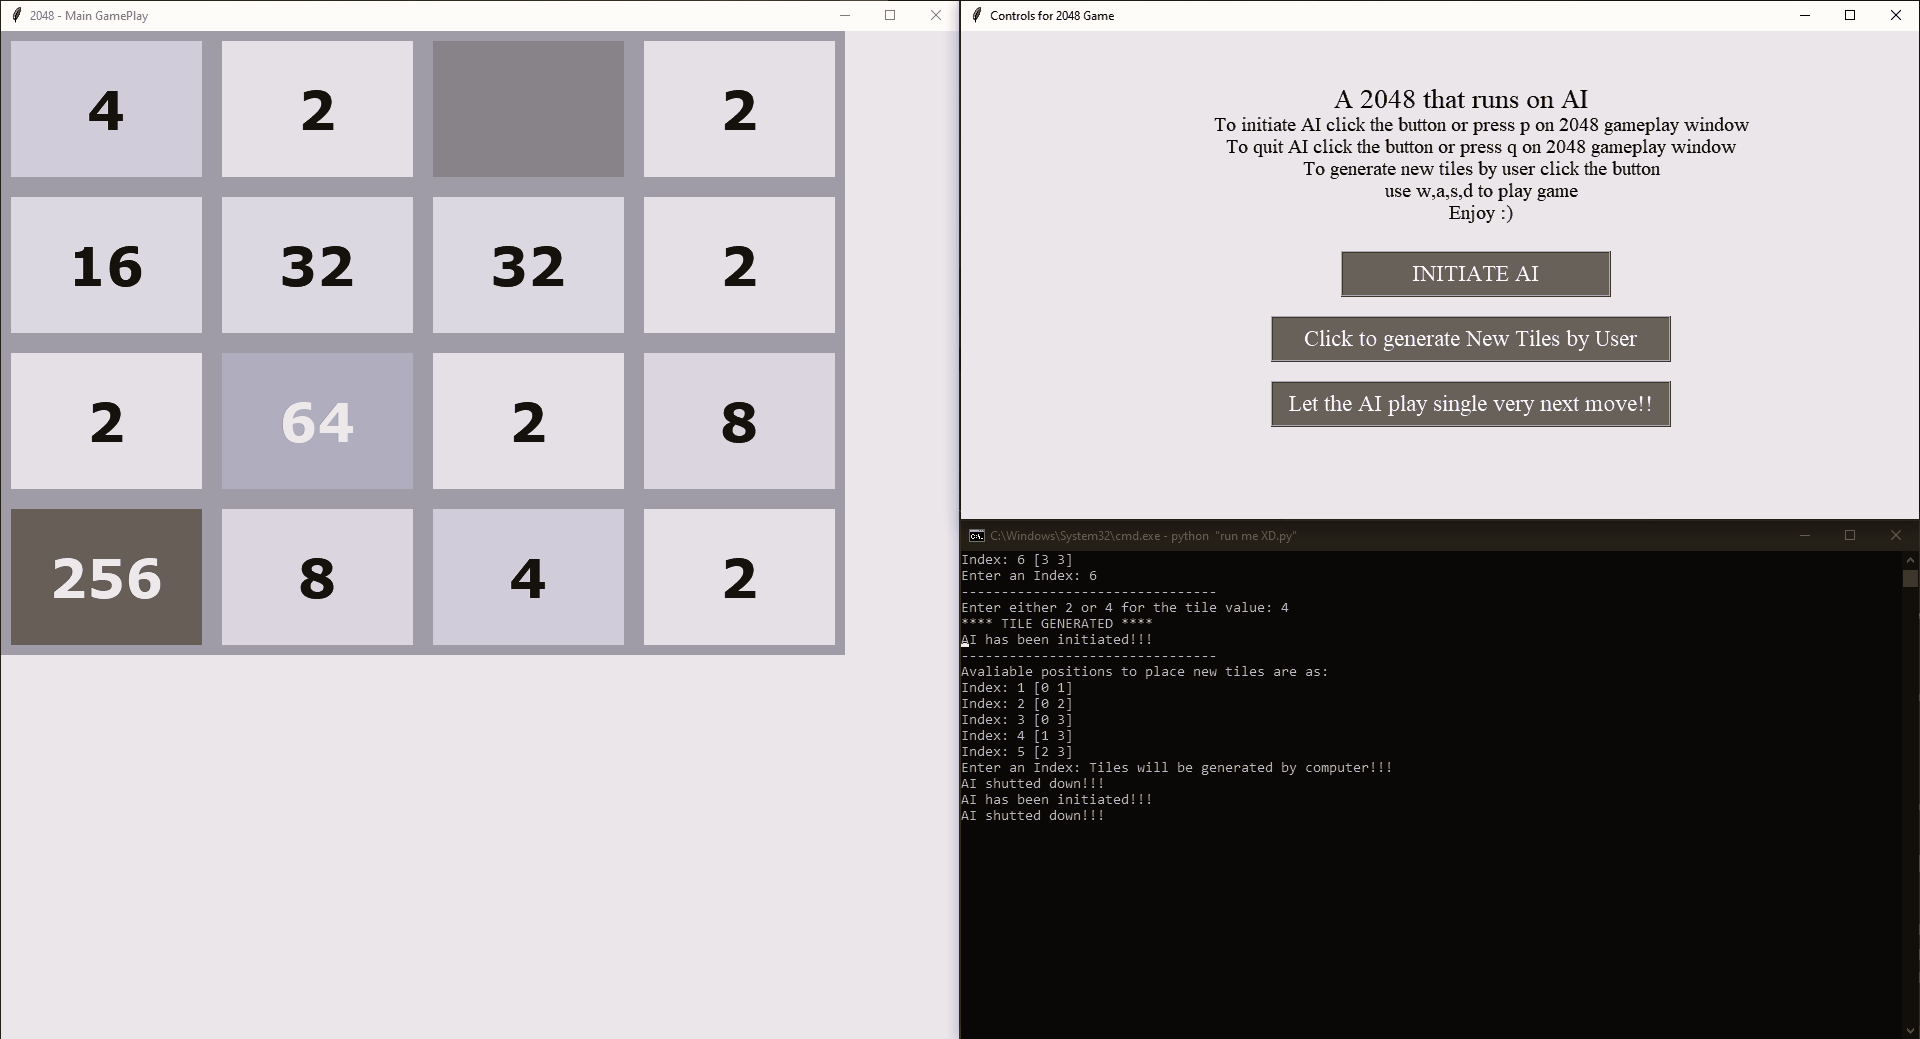 2048 - Main GamePlay
4 2 2
16 32 32 2
2 64 2 8
256 8 4 2
Controls for 2048 Game
A 2048 that runs on AI
To initiate AI click the button or press p on 2048 gameplay window
To quit AI click the button or press q on 2048 gameplay window
To generate new tiles by user click the button
use w,a,s,d to play game
Enjoy :)
INITIATE AI
Click to generate New Tiles by User
Let the AI play single very next move!!
C:\Windows\System32\cmd.exe - python "run me XD.py"
Index: 6 [3 3]
Enter an Index: 6
--------------------------------
Enter either 2 or 4 for the tile value: 4
**** TILE GENERATED ****
AI has been initiated!!!
--------------------------------
Avaliable positions to place new tiles are as:
Index: 1 [0 1]
Index: 2 [0 2]
Index: 3 [0 3]
Index: 4 [1 3]
Index: 5 [2 3]
Enter an Index: Tiles will be generated by computer!!!
AI shutted down!!!
AI has been initiated!!!
AI shutted down!!!